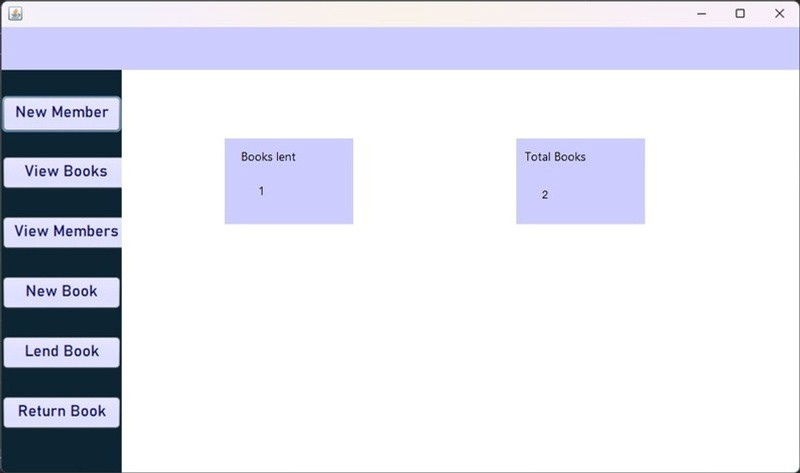 New Member
View Books
View Members
New Book
Lend Book
Return Book
Books lent
1
Total Books
2